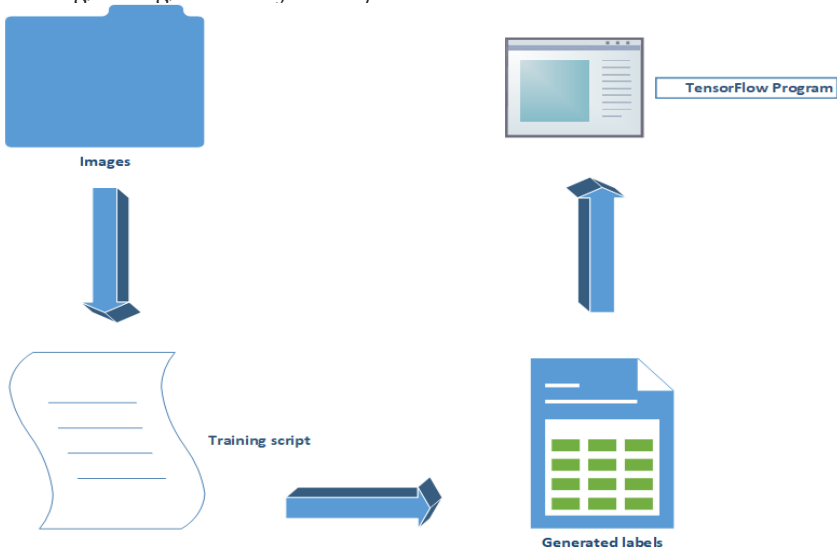 Images
TensorFlow Program
Training script
Generated labels